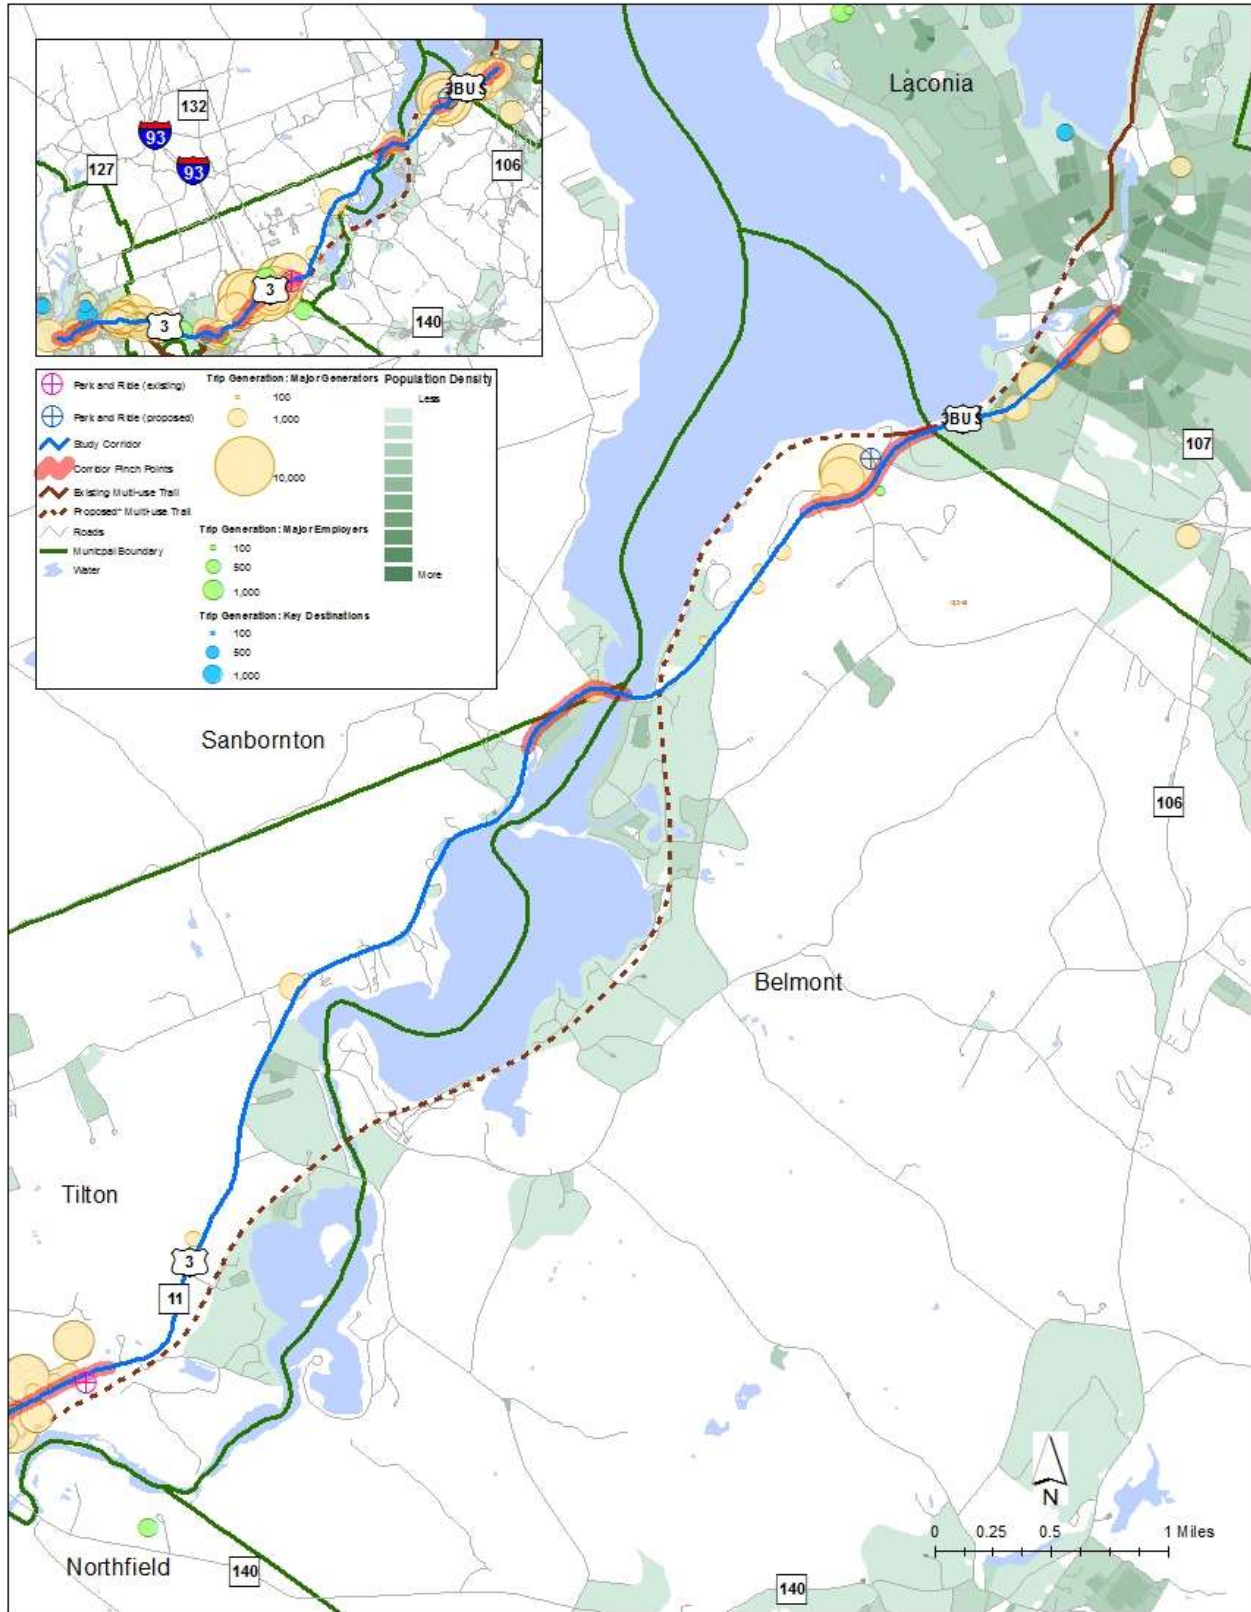 Laconia
132
93
93
127
3BUS
106
3
3
140
Park and Ride (existing)
Park and Ride (proposed)
Study Corridor
Corridor Pinch Points
Existing Multi-use Trail
Proposed* Multi-use Trail
Roads
Municpal Boundary
Water
Trip Generation: Major Generators
100
1,000
10,000
Trip Generation: Major Employers
100
500
1,000
Trip Generation: Key Destinations
100
500
1,000
Population Density
Less
More
3BUS
107
Sanbornton
106
Belmont
Tilton
3
11
N
0 0.25 0.5 1 Miles
Northfield
140
140